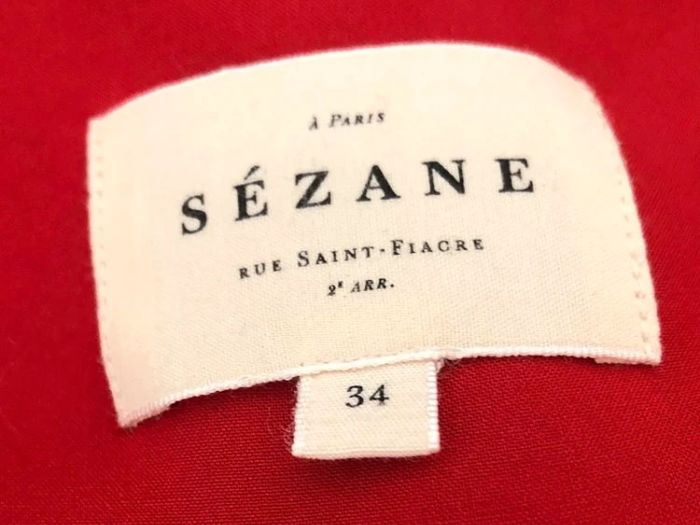 À PARIS
SÉZANE
RUE SAINT-FIACRE
2E ARR.
34